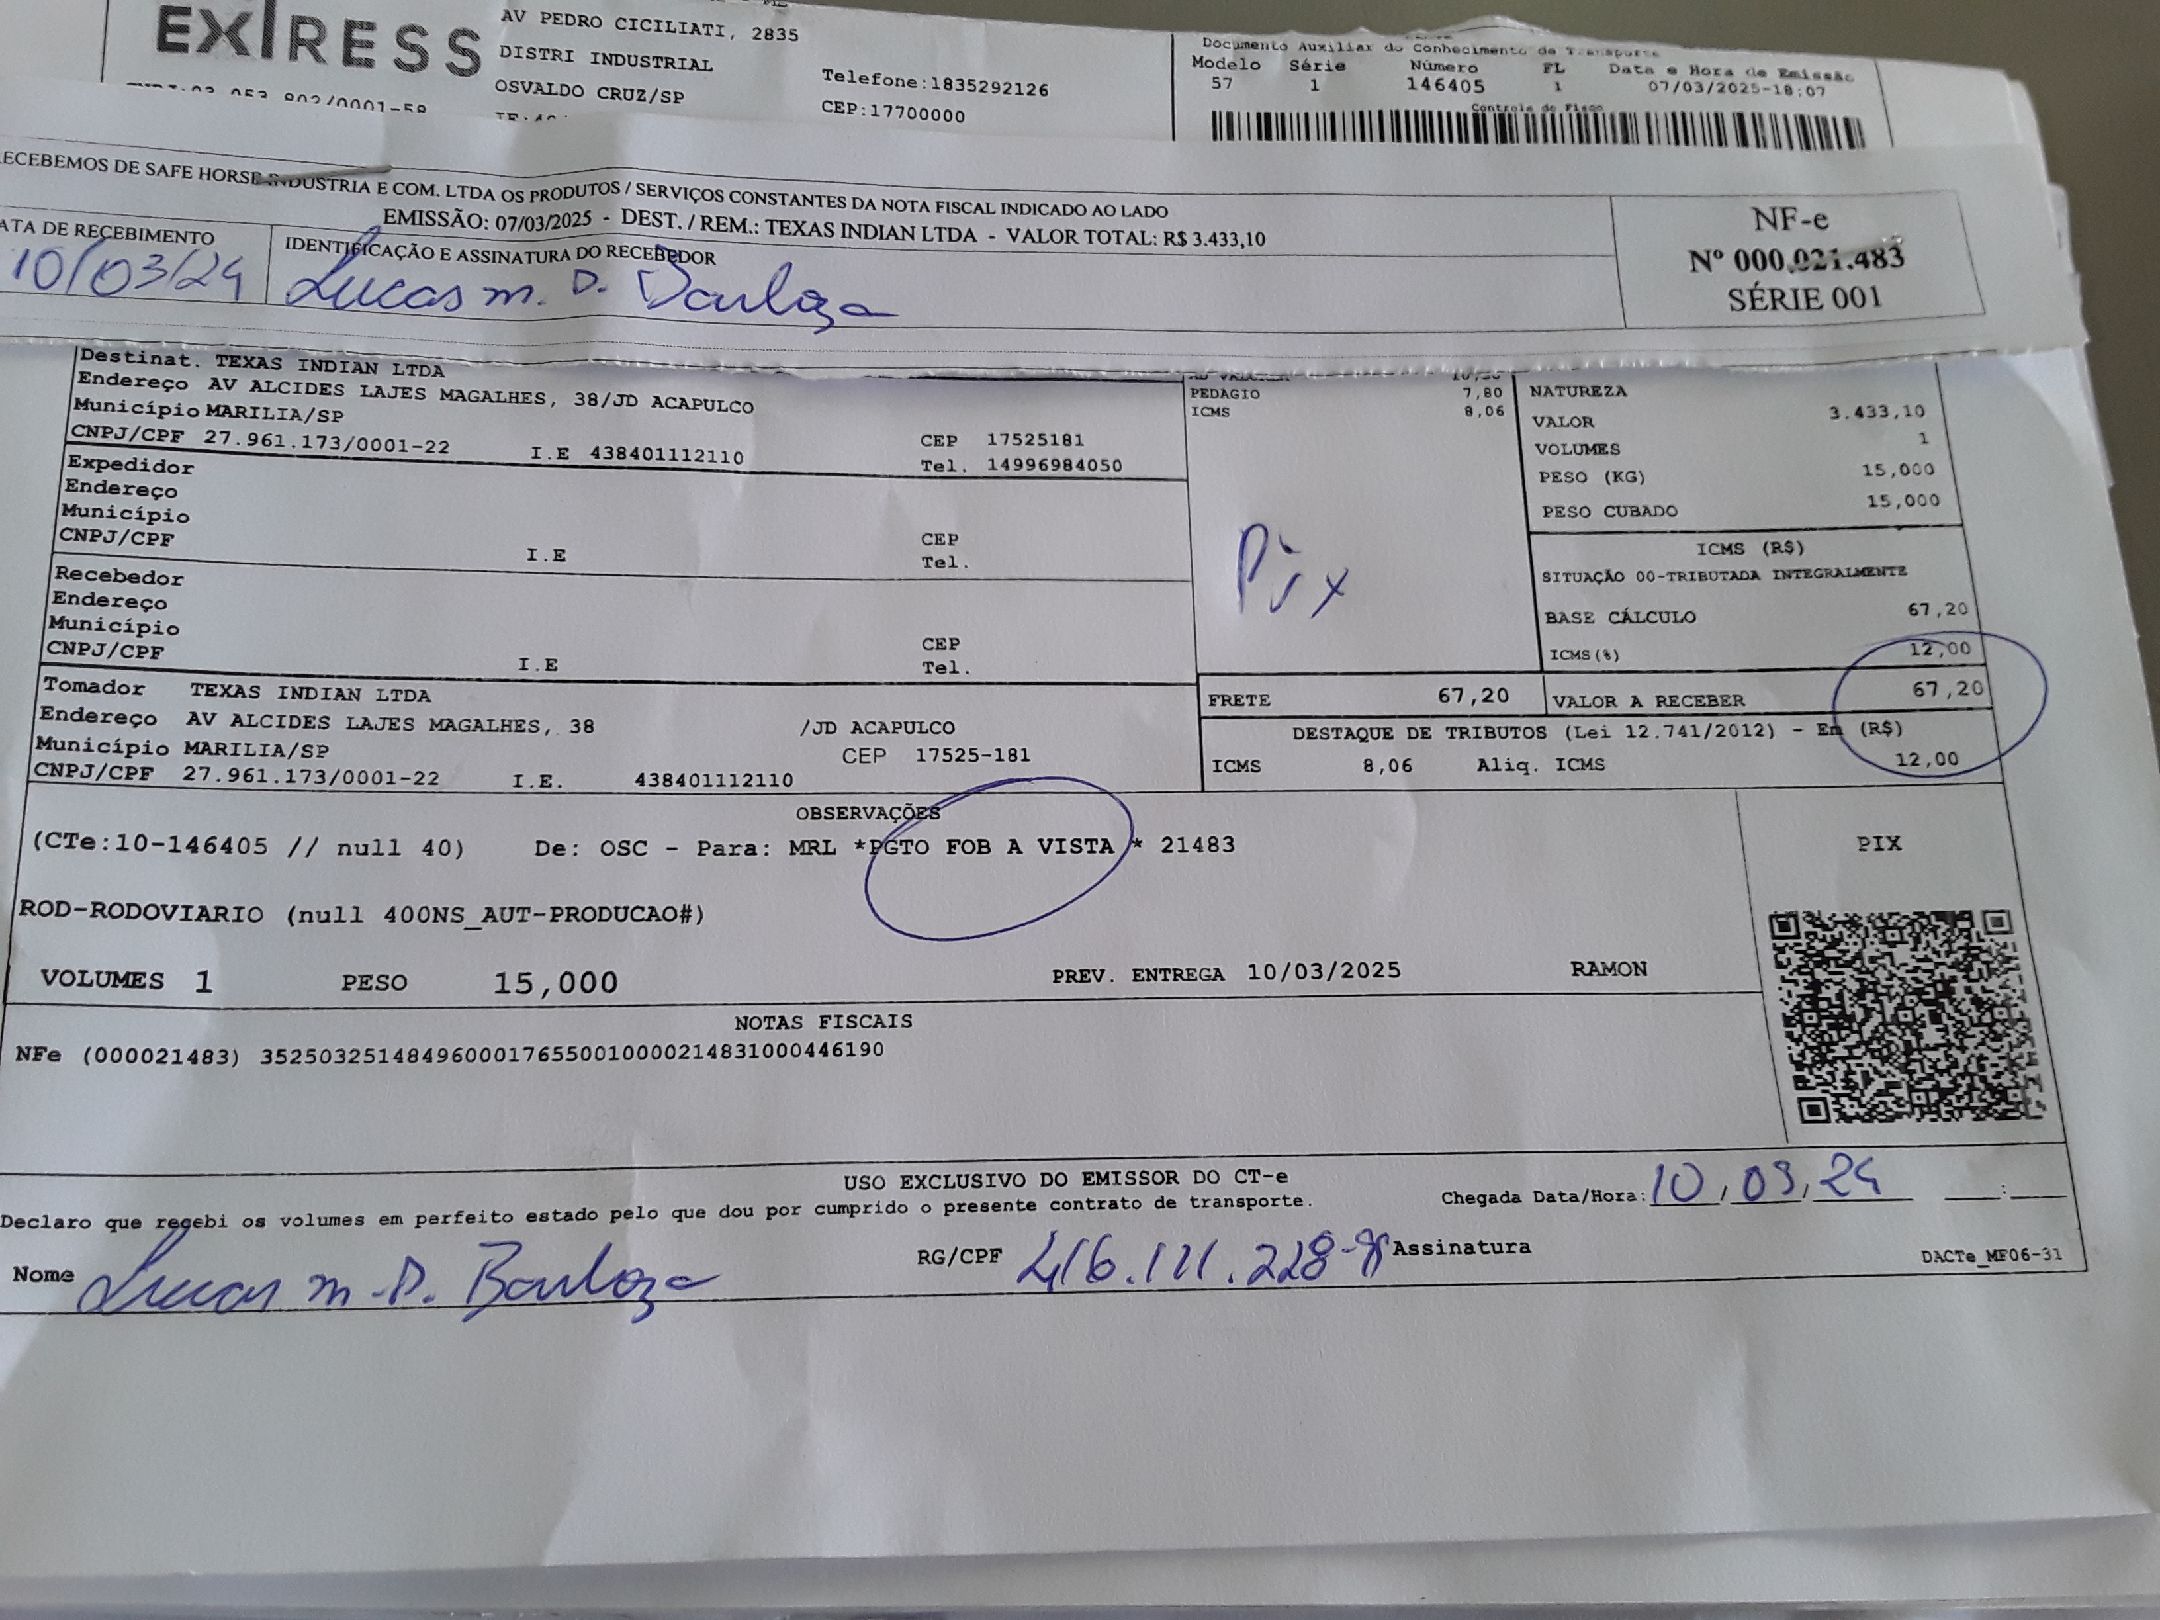 EXPRESS
AV PEDRO CICILIATI, 2835
DISTRI INDUSTRIAL
OSVALDO CRUZ/SP
Telefone:1835292126
CEP:17700000
Documento Auxiliar do Conhecimento de Transporte
Modelo Série Número FL Data e Hora de Emissão
57 1 146405 1 07/03/2025-18:07
Controle do Fisco
RECEBEMOS DE SAFE HORSE INDUSTRIA E COM. LTDA OS PRODUTOS / SERVIÇOS CONSTANTES DA NOTA FISCAL INDICADO AO LADO
EMISSÃO: 07/03/2025 - DEST. / REM.: TEXAS INDIAN LTDA - VALOR TOTAL: R$ 3.433,10
ATA DE RECEBIMENTO
10/03/24
IDENTIFICAÇÃO E ASSINATURA DO RECEBEDOR
Lucas m. D.
NF-e
Nº 000.021.483
SÉRIE 001
Destinat. TEXAS INDIAN LTDA
Endereço AV ALCIDES LAJES MAGALHES, 38/JD ACAPULCO
Município MARILIA/SP
CNPJ/CPF 27.961.173/0001-22 I.E 438401112110
CEP 17525181
Tel. 14996984050
Expedidor
Endereço
Município
CNPJ/CPF I.E
CEP
Tel.
Recebedor
Endereço
Município
CNPJ/CPF I.E
CEP
Tel.
Tomador TEXAS INDIAN LTDA
Endereço AV ALCIDES LAJES MAGALHES, 38 /JD ACAPULCO
Município MARILIA/SP CEP 17525-181
CNPJ/CPF 27.961.173/0001-22 I.E. 438401112110
PEDAGIO 7,80
ICMS 8,06
Pix
NATUREZA
VALOR 3.433,10
VOLUMES 1
PESO (KG) 15,000
PESO CUBADO 15,000
ICMS (R$)
SITUAÇÃO 00-TRIBUTADA INTEGRALMENTE
BASE CÁLCULO 67,20
ICMS(%) 12,00
FRETE 67,20 VALOR A RECEBER 67,20
DESTAQUE DE TRIBUTOS (Lei 12.741/2012) - Em (R$)
ICMS 8,06 Aliq. ICMS 12,00
OBSERVAÇÕES
(CTe:10-146405 // null 40) De: OSC - Para: MRL *PGTO FOB A VISTA * 21483
ROD-RODOVIARIO (null 400NS_AUT-PRODUCAO#)
VOLUMES 1 PESO 15,000 PREV. ENTREGA 10/03/2025 RAMON
PIX
NOTAS FISCAIS
NFe (000021483) 35250325148496000176550010000214831000446190
USO EXCLUSIVO DO EMISSOR DO CT-e
Declaro que recebi os volumes em perfeito estado pelo que dou por cumprido o presente contrato de transporte.
Chegada Data/Hora: 10/03/24 __:__
Nome Lucas m.D.
RG/CPF 416.111.228- Assinatura
DACTe_MF06-31